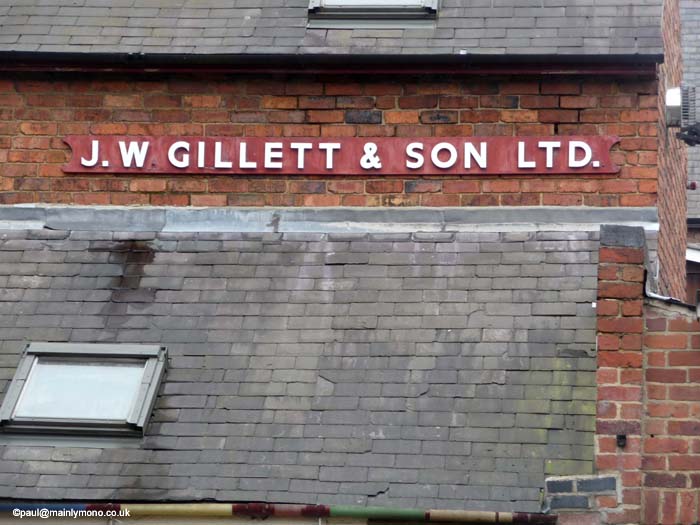 J. W. GILLETT & SON LTD.
©paul@mainlymono.co.uk